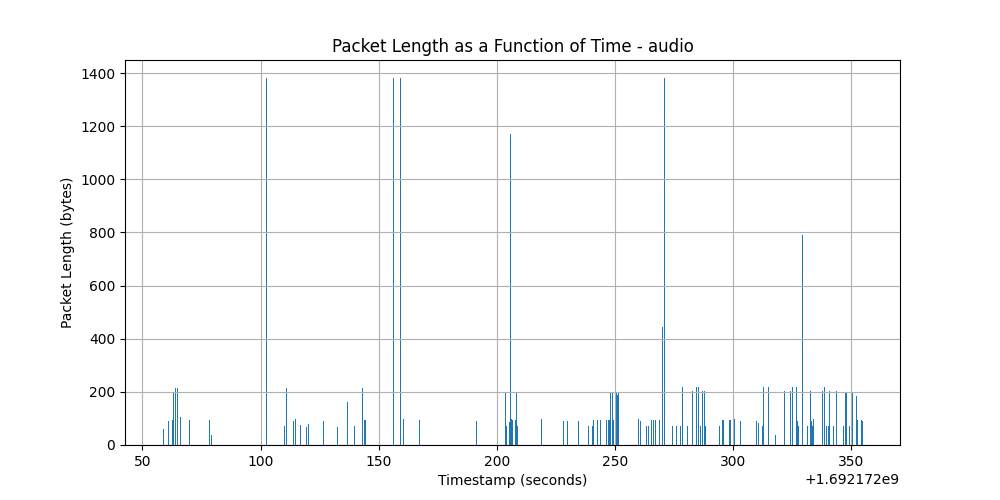 Packet Length as a Function of Time - audio
1400
1200
1000
800
600
400
200
0
Packet Length (bytes)
50 100 150 200 250 300 350
Timestamp (seconds)
+1.692172e9